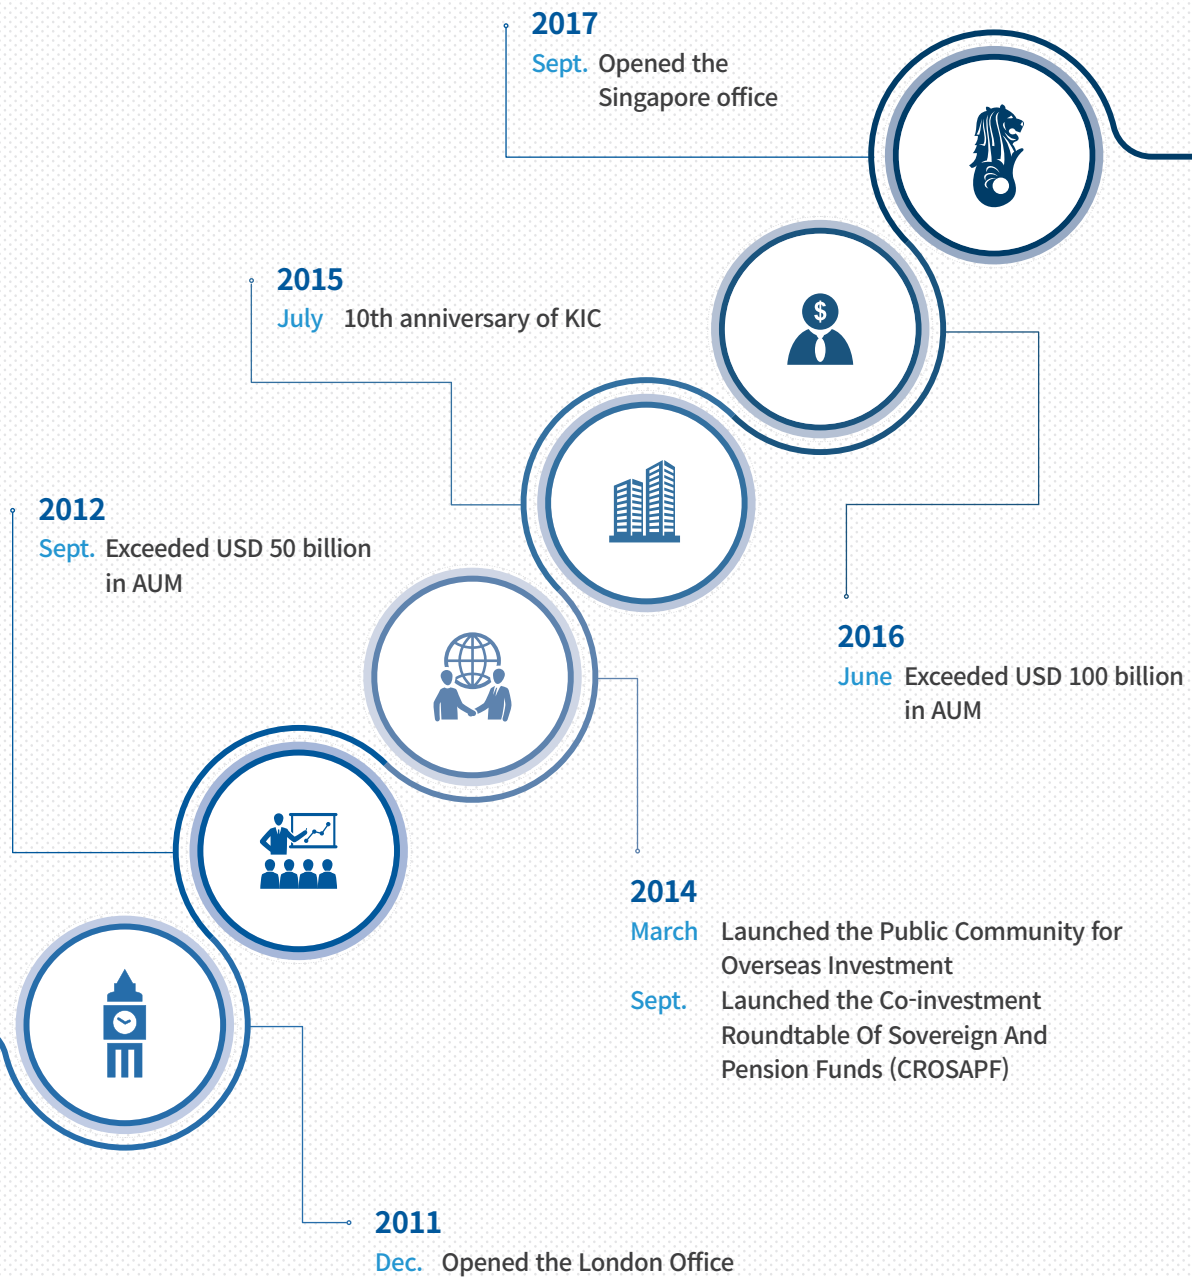 2017
Sept. Opened the
Singapore office
2015
July 10th anniversary of KIC
2012
Sept. Exceeded USD 50 billion
in AUM
2016
June Exceeded USD 100 billion
in AUM
2014
March Launched the Public Community for
Overseas Investment
Sept. Launched the Co-investment
Roundtable Of Sovereign And
Pension Funds (CROSAPF)
2011
Dec. Opened the London Office
$